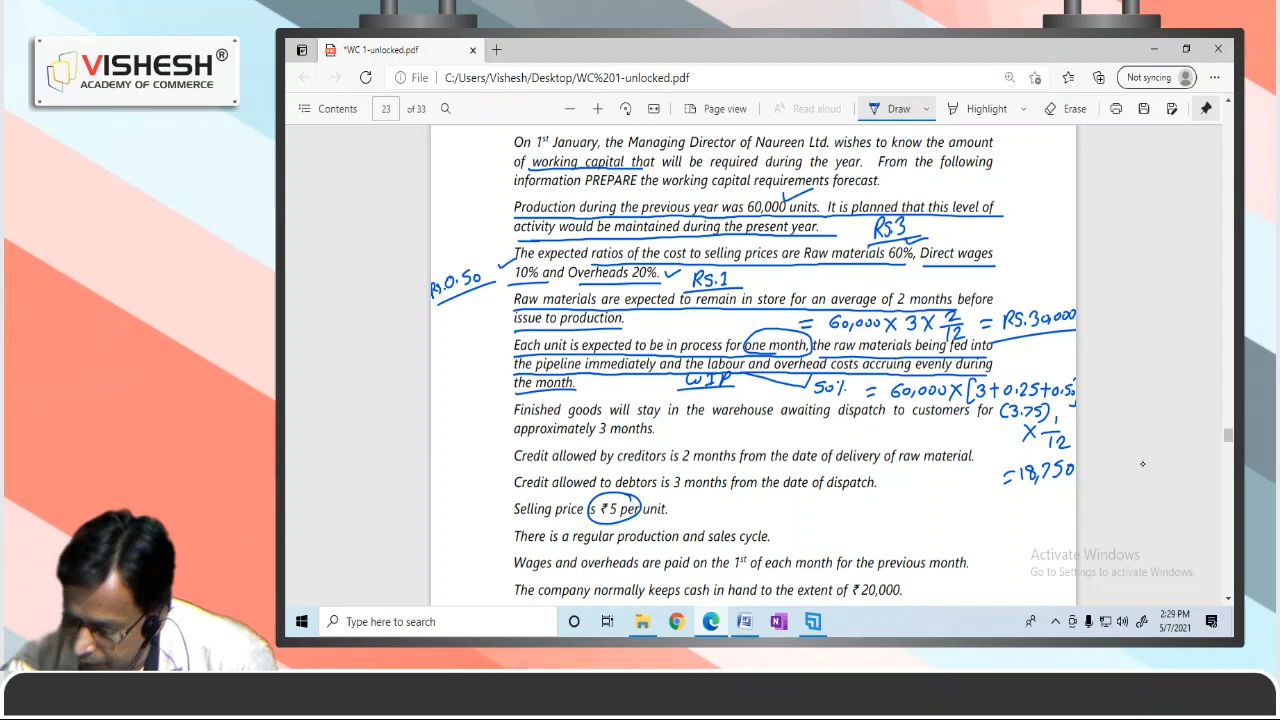 VISHESH®
ACADEMY OF COMMERCE
*WC 1-unlocked.pdf
File C:/Users/Vishesh/Desktop/WC%201-unlocked.pdf
Not syncing
Contents 23 of 33 Page view Read aloud Draw Highlight Erase
On 1st January, the Managing Director of Naureen Ltd. wishes to know the amount
of working capital that will be required during the year. From the following
information PREPARE the working capital requirements forecast.
Production during the previous year was 60,000 units. It is planned that this level of
activity would be maintained during the present year.
Rs.3
The expected ratios of the cost to selling prices are Raw materials 60%, Direct wages
10% and Overheads 20%.
Rs.0.50
Rs.1
Raw materials are expected to remain in store for an average of 2 months before
issue to production.
= 60,000 × 3 × 2/12 = Rs.30,000
Each unit is expected to be in process for one month, the raw materials being fed into
the pipeline immediately and the labour and overhead costs accruing evenly during
the month.
WIP
50% = 60,000 × [3+0.25+0.50]
Finished goods will stay in the warehouse awaiting dispatch to customers for
(3.75)
approximately 3 months.
× 1/12
Credit allowed by creditors is 2 months from the date of delivery of raw material.
= 18,750
Credit allowed to debtors is 3 months from the date of dispatch.
Selling price is ₹ 5 per unit.
There is a regular production and sales cycle.
Wages and overheads are paid on the 1st of each month for the previous month.
The company normally keeps cash in hand to the extent of ₹ 20,000.
Activate Windows
Go to Settings to activate Windows.
Type here to search
2:29 PM
5/7/2021